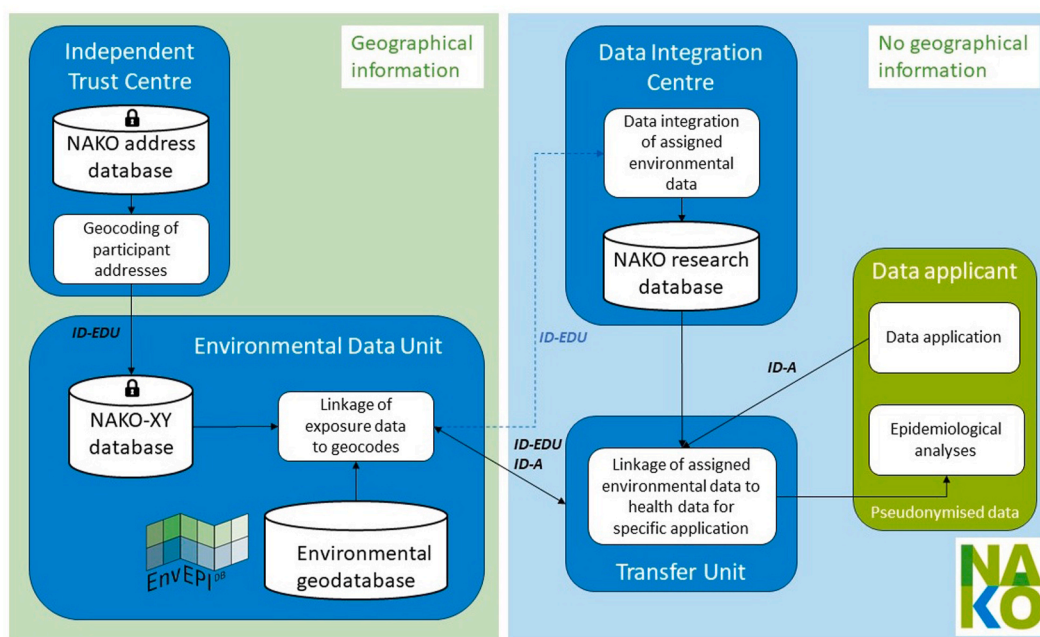 Independent
Trust Centre
NAKO address
database
Geocoding of
participant
addresses
Geographical
information
ID-EDU
Environmental Data Unit
NAKO-XY
database
Linkage of
exposure data
to geocodes
Environmental
geodatabase
EnvEPI DB
Data Integration
Centre
Data integration
of assigned
environmental
data
NAKO research
database
No geographical
information
ID-EDU
ID-EDU
ID-A
ID-A
Linkage of assigned
environmental data to
health data for
specific application
Transfer Unit
Data applicant
Data application
Epidemiological
analyses
Pseudonymised data
NA
KO